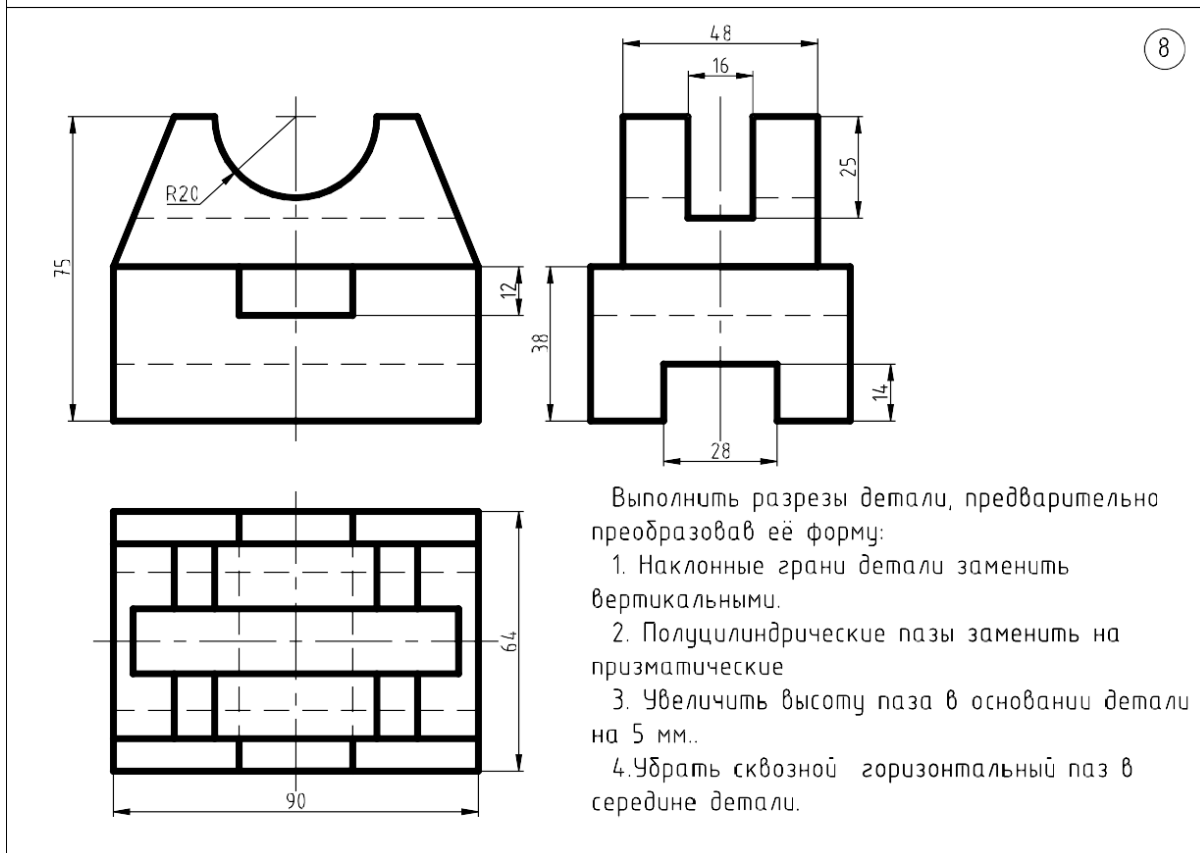 8
48
16
25
R20
75
12
38
14
28
Выполнить разрезы детали, предварительно
преобразовав её форму:
1. Наклонные грани детали заменить
вертикальными.
2. Полуцилиндрические пазы заменить на
призматические
3. Увеличить высоту паза в основании детали
на 5 мм..
4.Убрать сквозной горизонтальный паз в
середине детали.
64
90